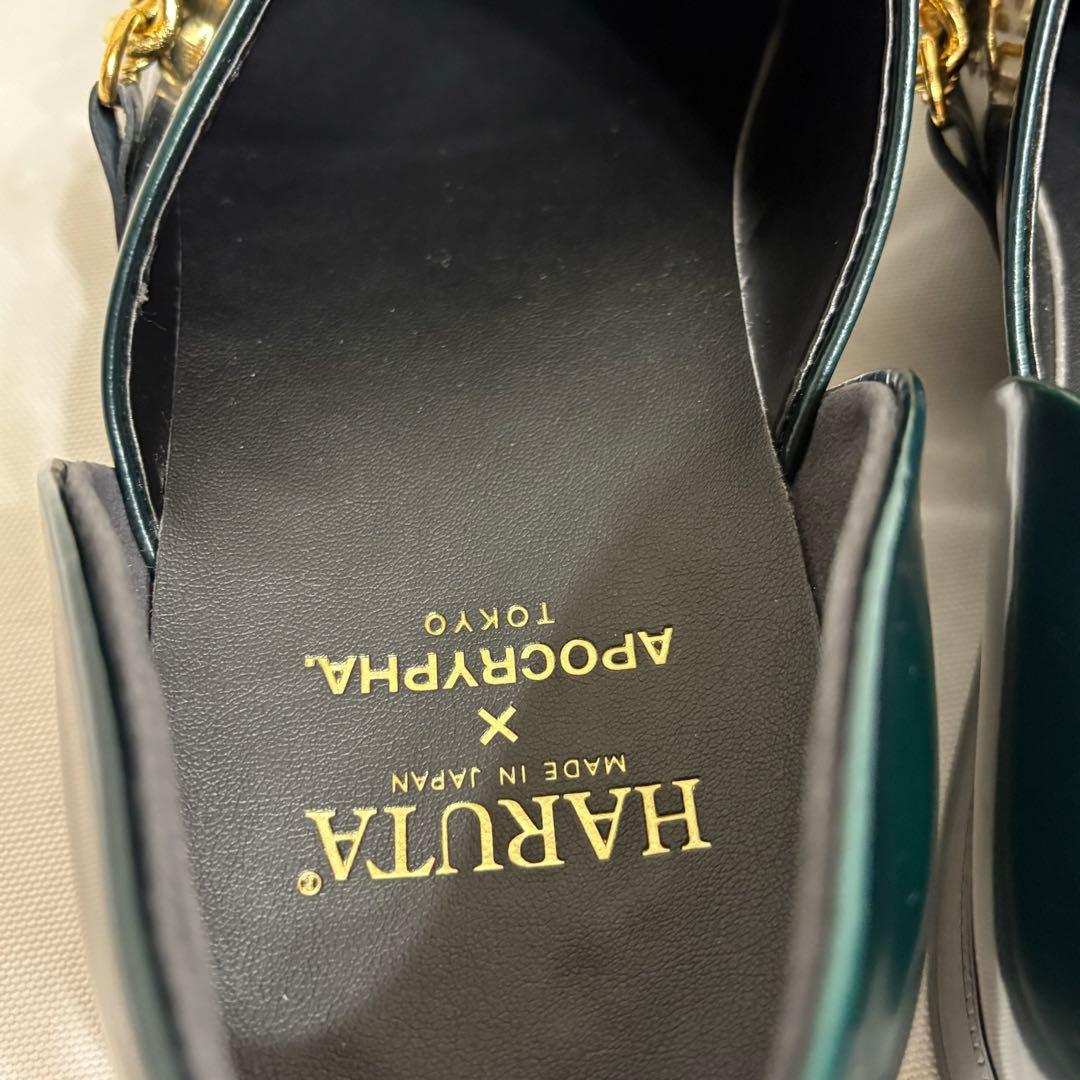 HARUTA®
MADE IN JAPAN
×
APOCRYPHA.
TOKYO